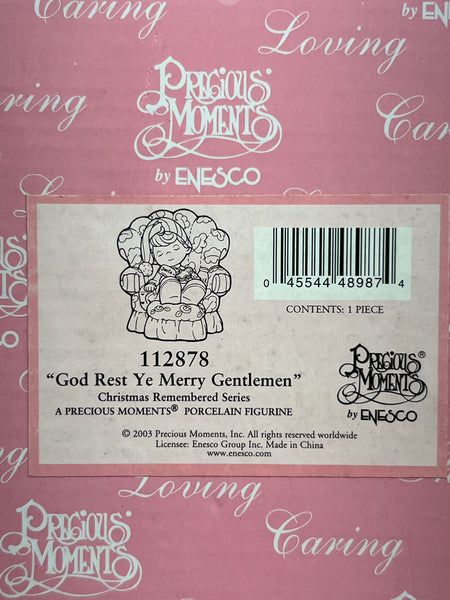 Caring
by EN
Loving
ring
PRECIOUS
MOMENTS
Caring
by ENESCO
0 45544 48987 4
CONTENTS: 1 PIECE
112878
"God Rest Ye Merry Gentlemen"
Christmas Remembered Series
A PRECIOUS MOMENTS® PORCELAIN FIGURINE
PRECIOUS®
MOMENTS
by ENESCO
© 2003 Precious Moments, Inc. All rights reserved worldwide
Licensee: Enesco Group Inc. Made in China
www.enesco.com
Loving
PRECIOUS
MOMENTS
Caring